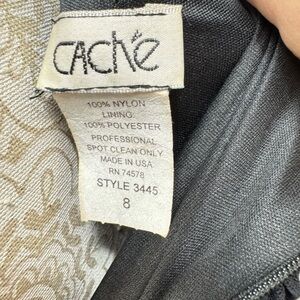 CAChé
100% NYLON
LINING:
100% POLYESTER
PROFESSIONAL
SPOT CLEAN ONLY
MADE IN USA
RN 74578
STYLE 3445
8